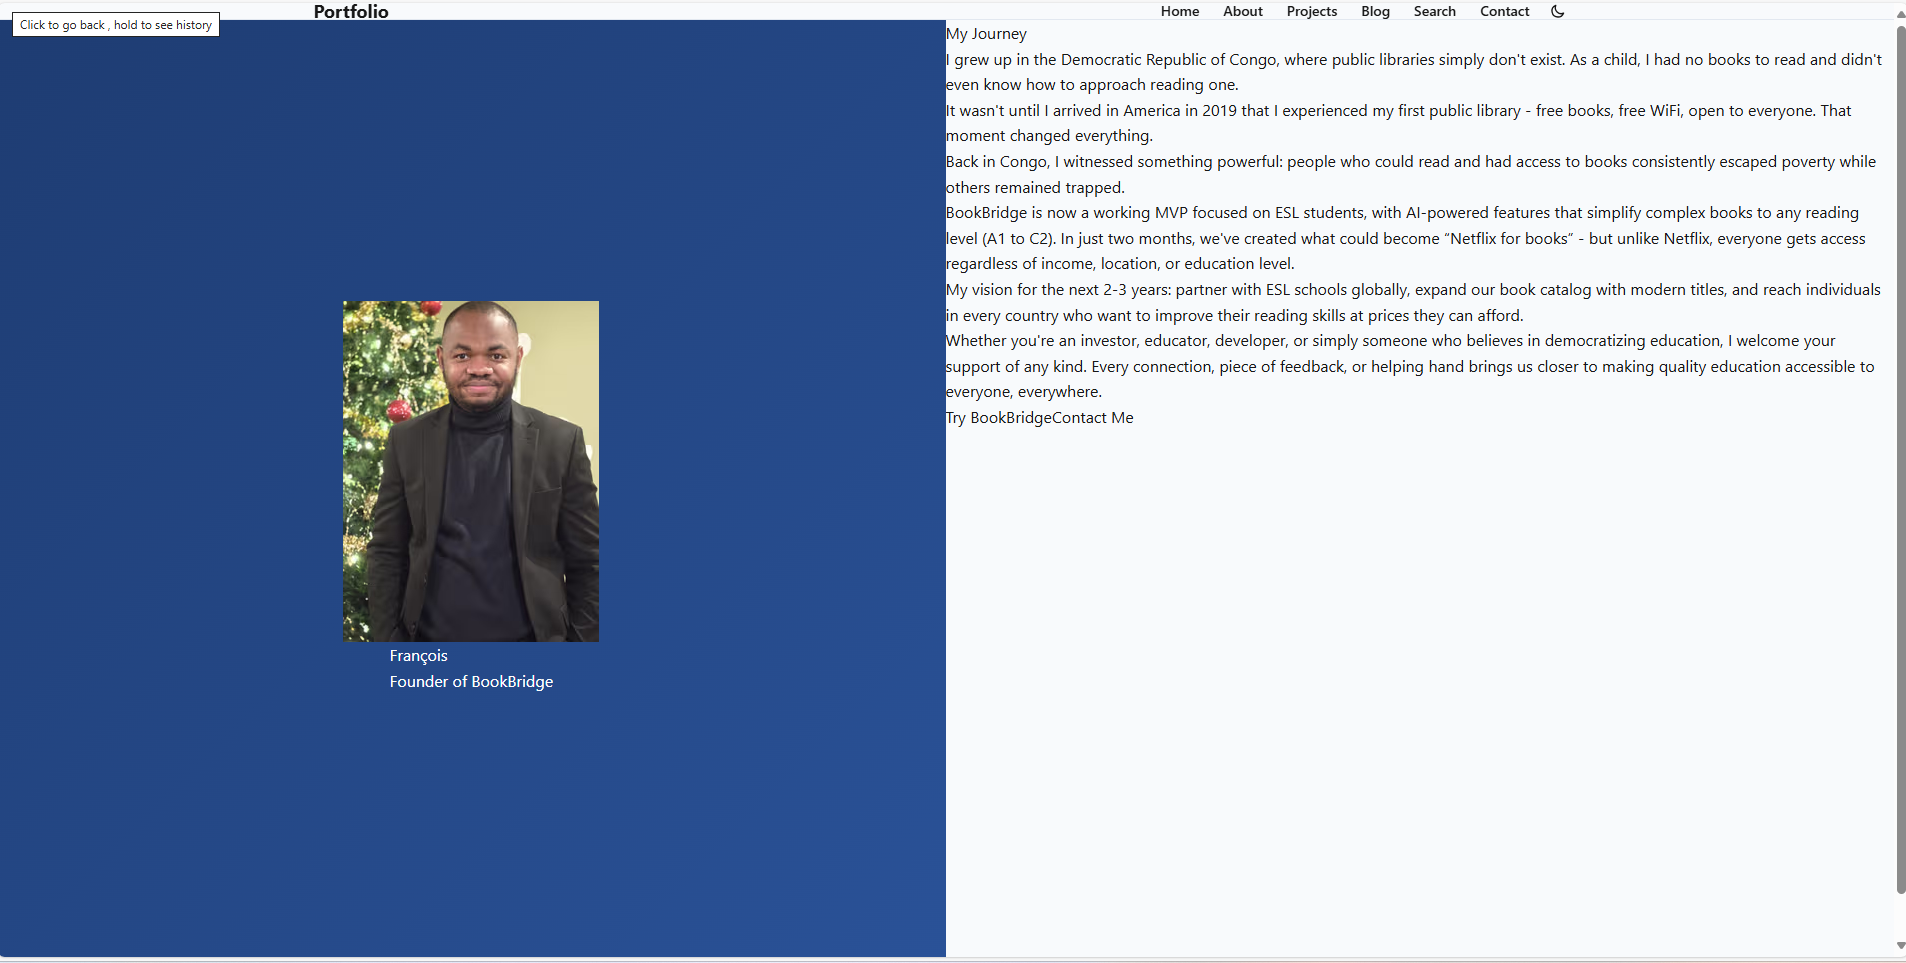 Portfolio
Home About Projects Blog Search Contact
Click to go back , hold to see history
François
Founder of BookBridge
My Journey
I grew up in the Democratic Republic of Congo, where public libraries simply don't exist. As a child, I had no books to read and didn't
even know how to approach reading one.
It wasn't until I arrived in America in 2019 that I experienced my first public library - free books, free WiFi, open to everyone. That
moment changed everything.
Back in Congo, I witnessed something powerful: people who could read and had access to books consistently escaped poverty while
others remained trapped.
BookBridge is now a working MVP focused on ESL students, with AI-powered features that simplify complex books to any reading
level (A1 to C2). In just two months, we've created what could become “Netflix for books” - but unlike Netflix, everyone gets access
regardless of income, location, or education level.
My vision for the next 2-3 years: partner with ESL schools globally, expand our book catalog with modern titles, and reach individuals
in every country who want to improve their reading skills at prices they can afford.
Whether you're an investor, educator, developer, or simply someone who believes in democratizing education, I welcome your
support of any kind. Every connection, piece of feedback, or helping hand brings us closer to making quality education accessible to
everyone, everywhere.
Try BookBridgeContact Me